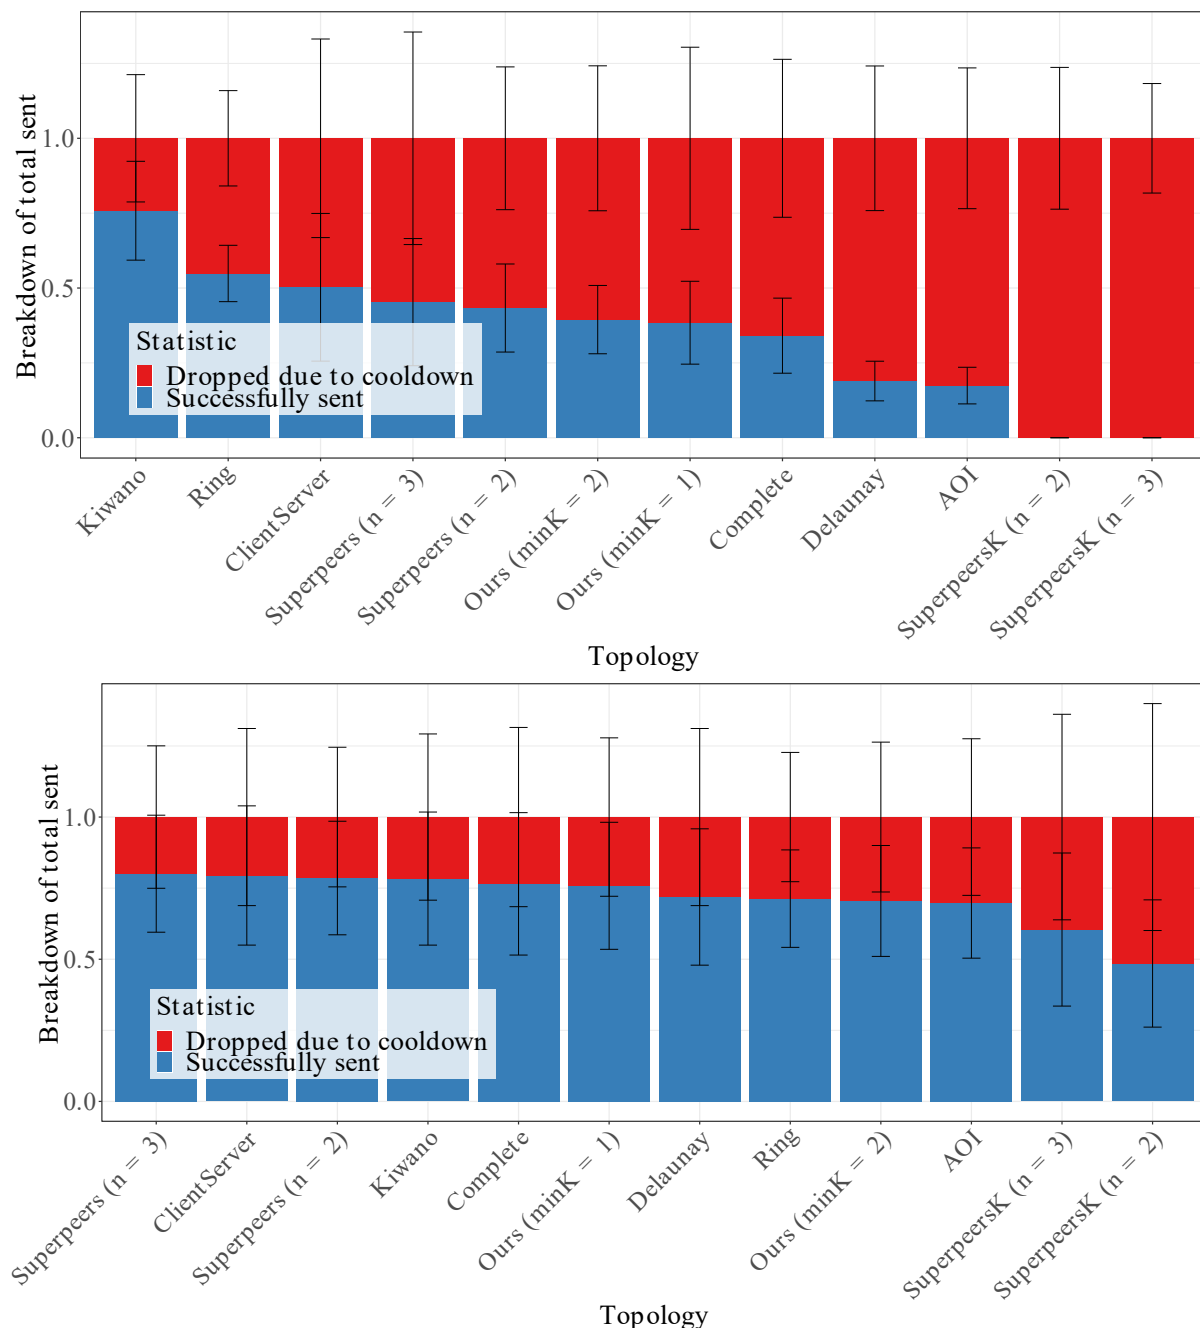 Breakdown of total sent
1.0
0.5
0.0
Statistic
Dropped due to cooldown
Successfully sent
Kiwano
Ring
ClientServer
Superpeers (n = 3)
Superpeers (n = 2)
Ours (minK = 2)
Ours (minK = 1)
Complete
Delaunay
AOI
SuperpeersK (n = 2)
SuperpeersK (n = 3)
Topology
Breakdown of total sent
1.0
0.5
0.0
Statistic
Dropped due to cooldown
Successfully sent
Superpeers (n = 3)
ClientServer
Superpeers (n = 2)
Kiwano
Complete
Ours (minK = 1)
Delaunay
Ring
Ours (minK = 2)
AOI
SuperpeersK (n = 3)
SuperpeersK (n = 2)
Topology